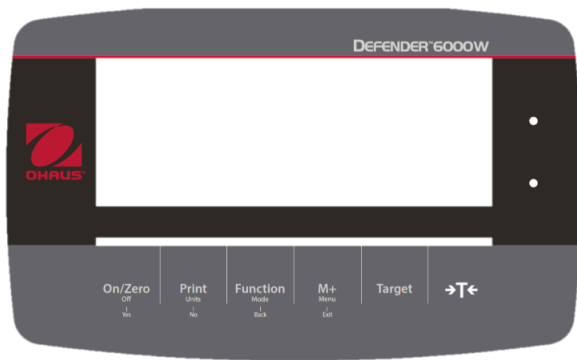 DEFENDER™6000W
OHAUS®
On/Zero Print Function M+ Target →T←
Off Units Mode Menu
Yes No Back Exit